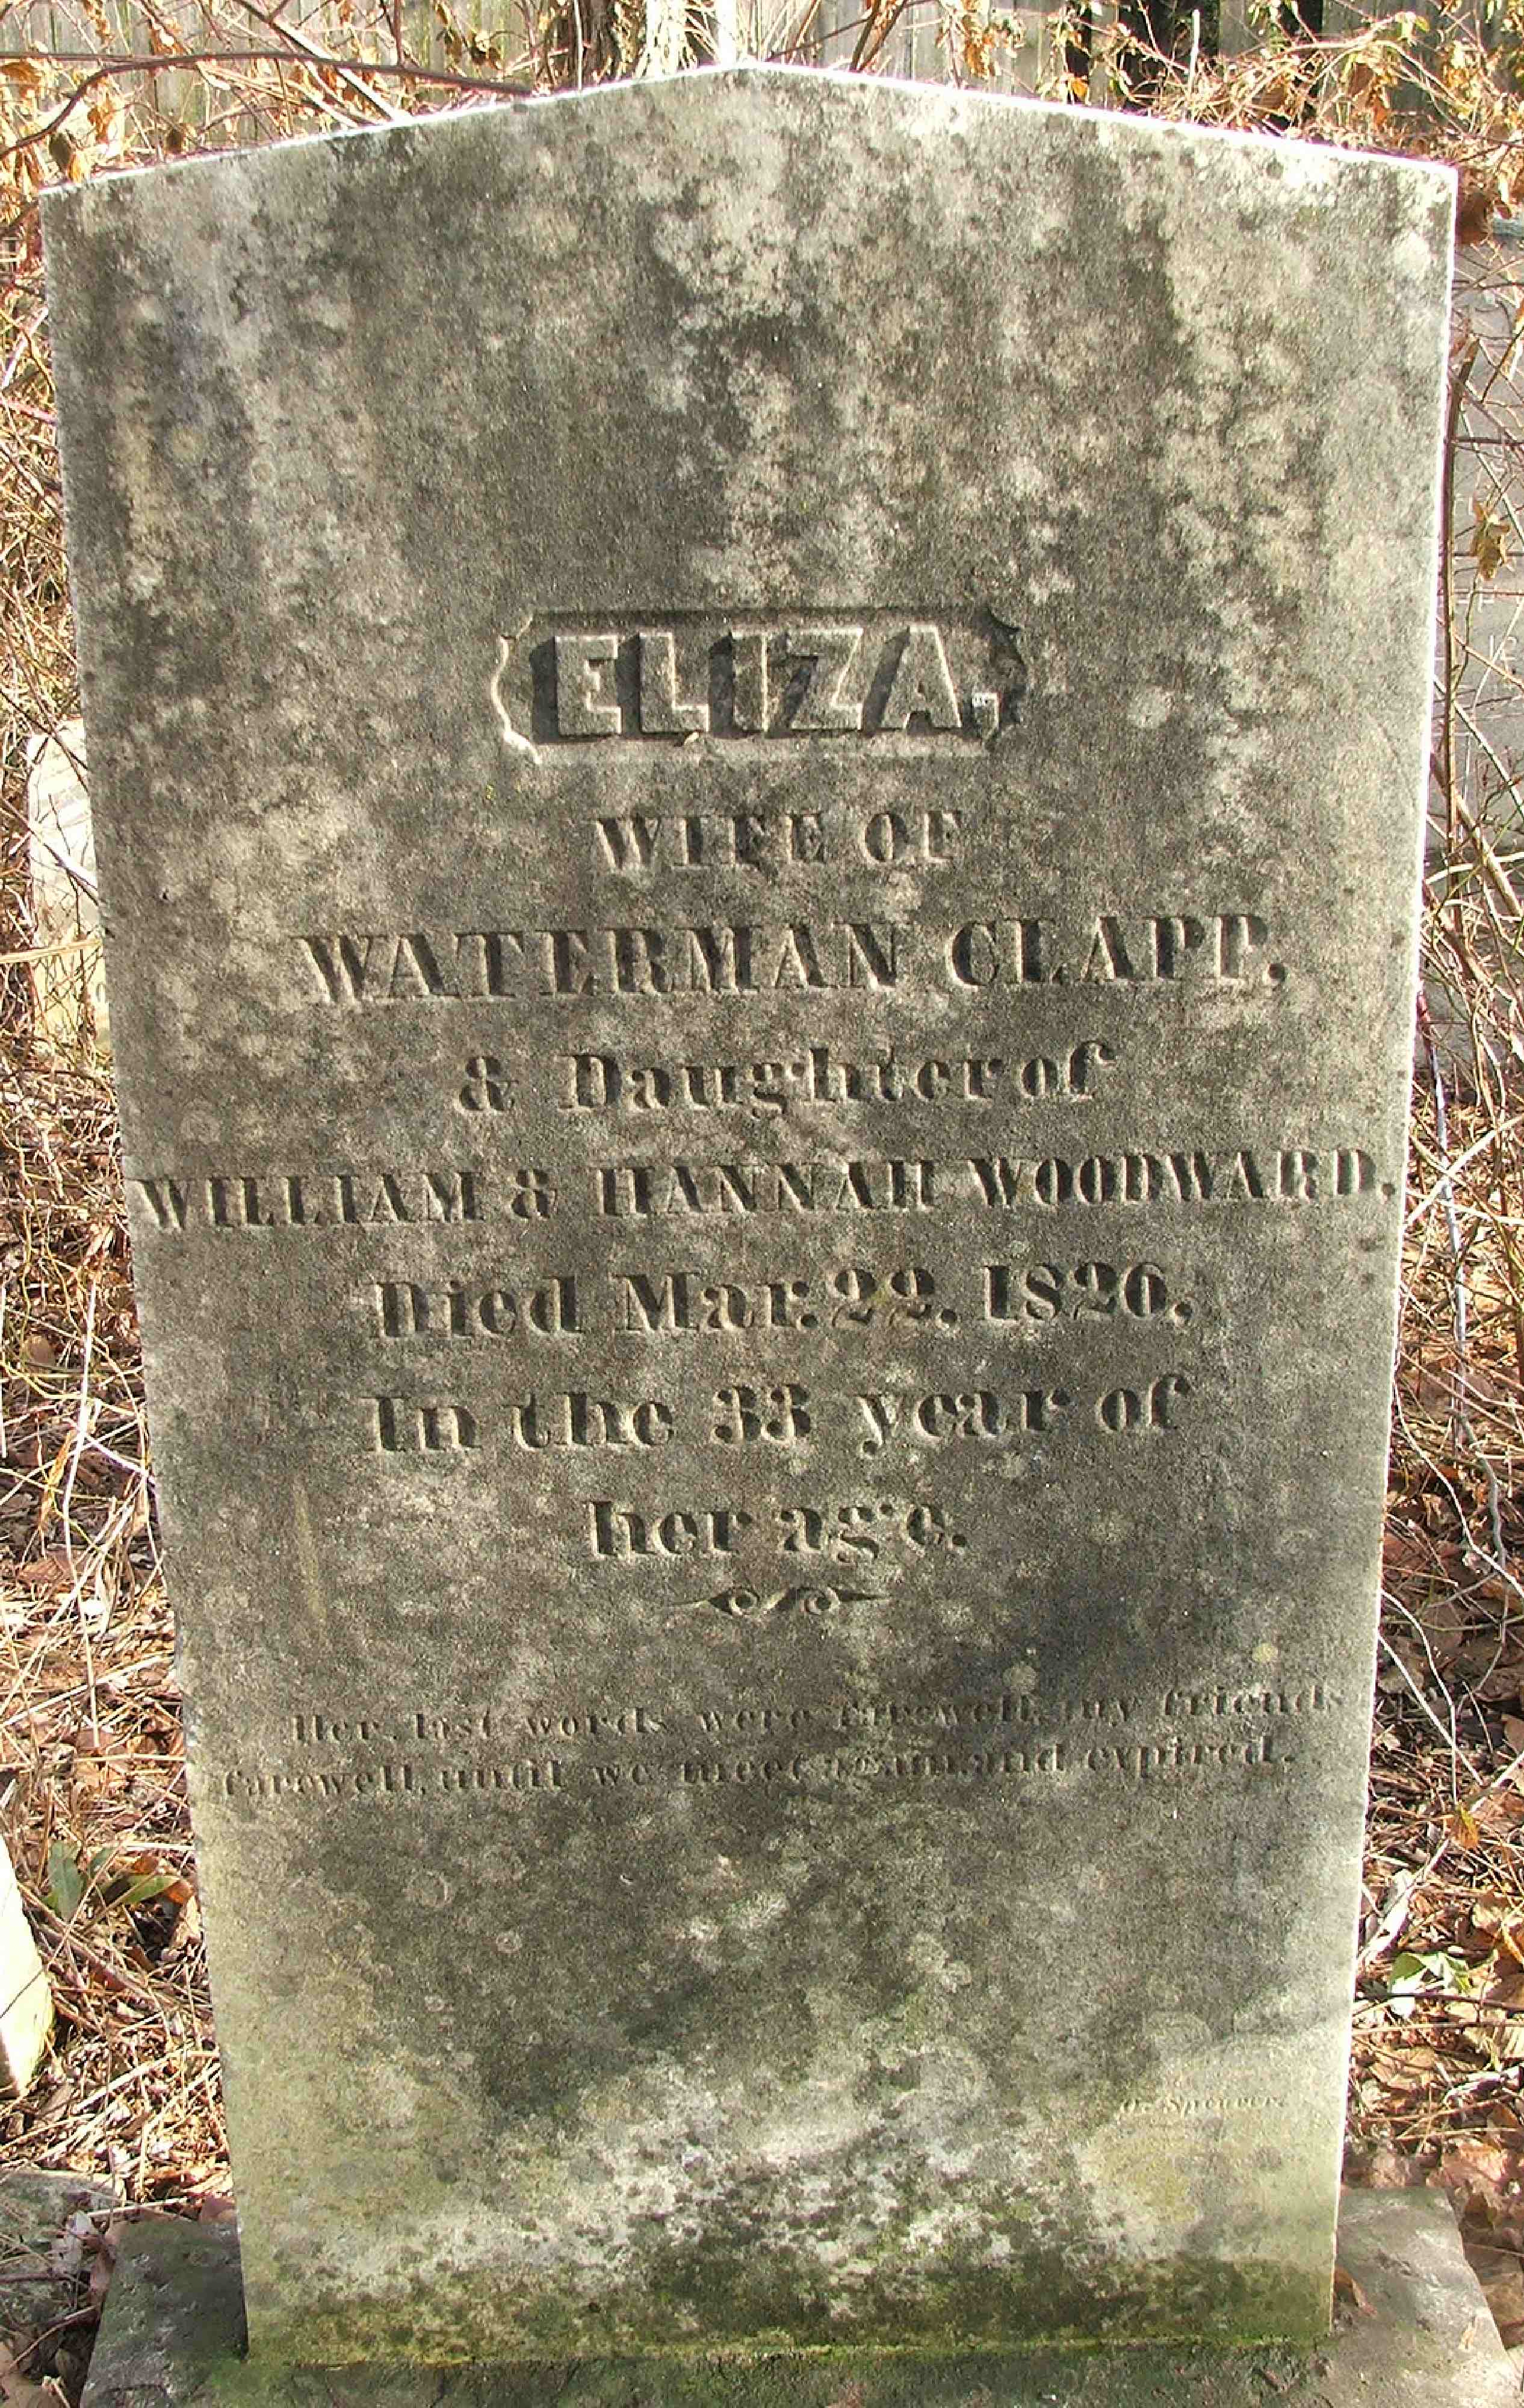 ELIZA,
WIFE OF
WATERMAN CLAPP,
& Daughter of
WILLIAM & HANNAH WOODWARD,
Died Mar. 22, 1826,
In the 33 year of
her age.
Her last words were farewell, my friends
farewell, until we meet again, and expired.
O. Spencer.